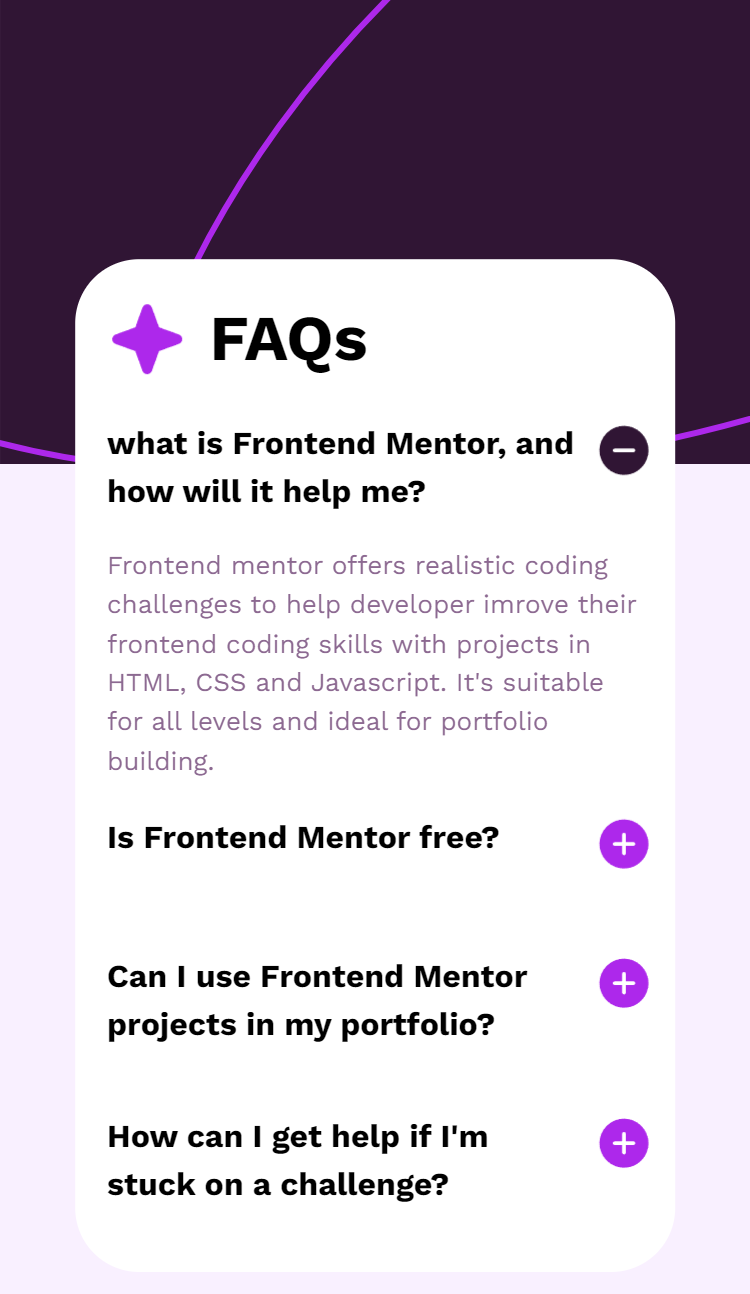 FAQs
what is Frontend Mentor, and
how will it help me?
Frontend mentor offers realistic coding
challenges to help developer imrove their
frontend coding skills with projects in
HTML, CSS and Javascript. It's suitable
for all levels and ideal for portfolio
building.
Is Frontend Mentor free?
Can I use Frontend Mentor
projects in my portfolio?
How can I get help if I'm
stuck on a challenge?